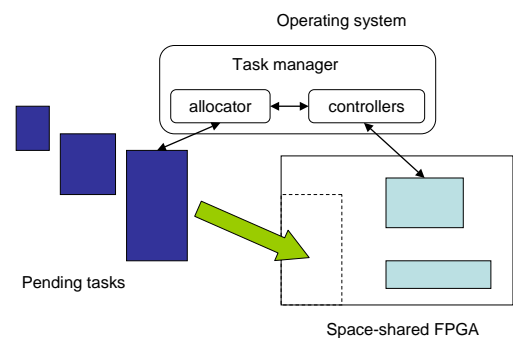 Operating system
Task manager
allocator
controllers
Pending tasks
Space-shared FPGA